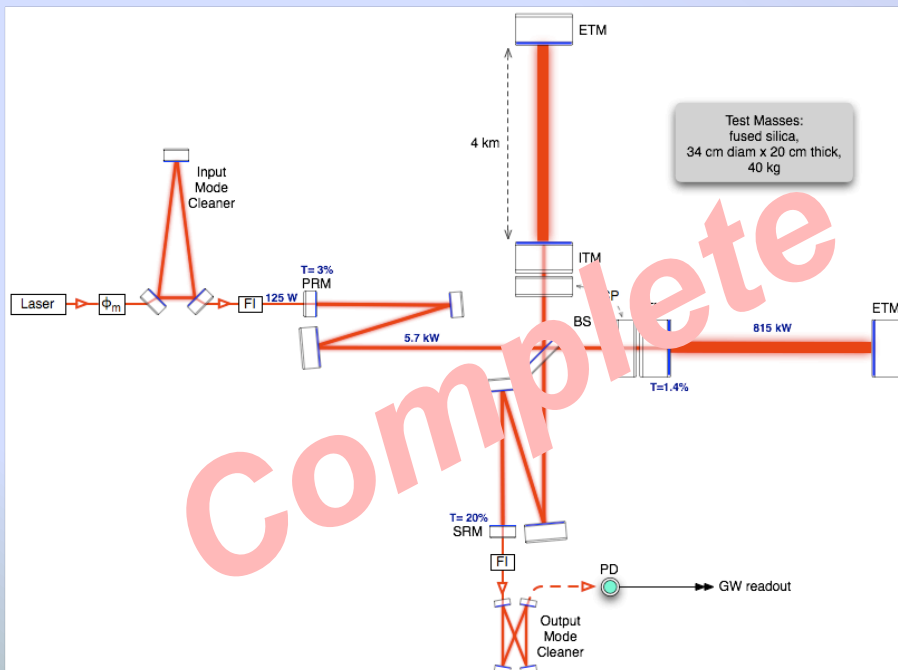 ETM
4 km
Test Masses:
fused silica,
34 cm diam x 20 cm thick,
40 kg
Input
Mode
Cleaner
ITM
T= 3%
PRM
Laser
ϕm
FI
125 W
BS
ETM
5.7 kW
815 kW
T=1.4%
Complete
T= 20%
SRM
FI
PD
GW readout
Output
Mode
Cleaner